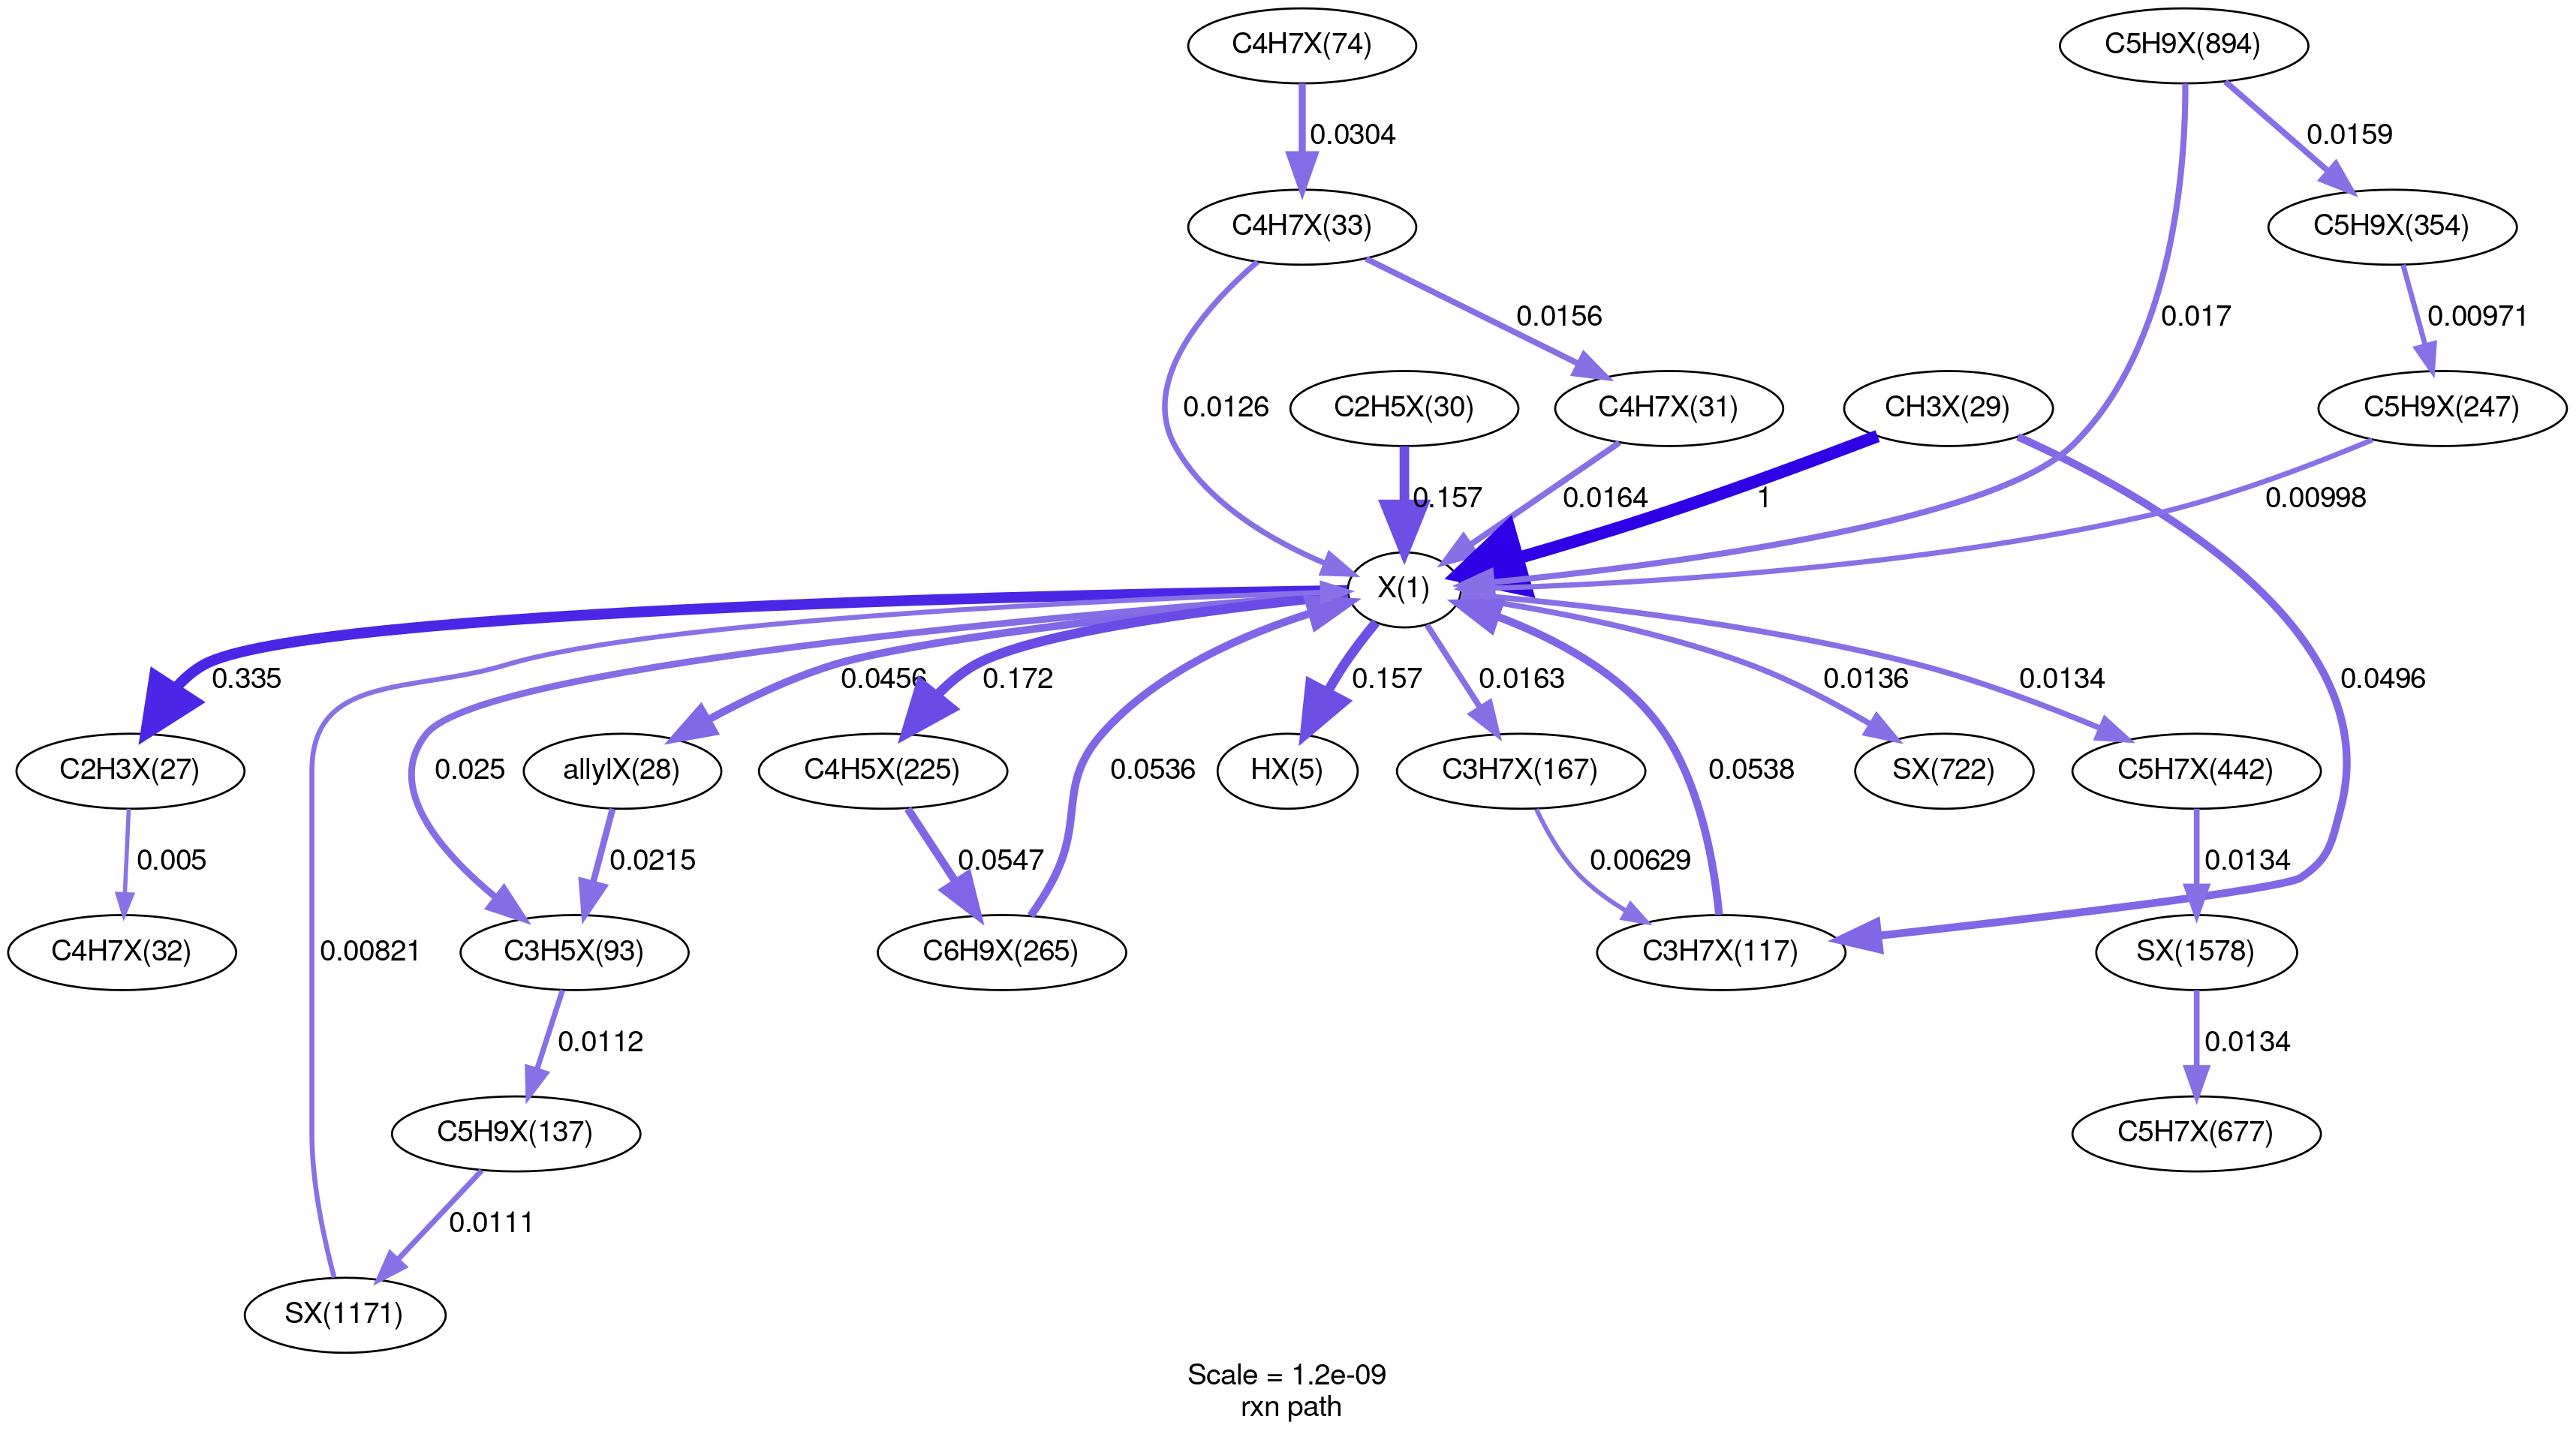 C4H7X(74)
C5H9X(894)
0.0304
0.0159
C4H7X(33)
C5H9X(354)
0.0156
0.017
0.00971
0.0126
C2H5X(30)
C4H7X(31)
CH3X(29)
C5H9X(247)
0.157
0.0164
1
0.00998
X(1)
0.335
0.0456
0.172
0.157
0.0163
0.0136
0.0134
0.0496
C2H3X(27)
0.025
allylX(28)
C4H5X(225)
0.0536
HX(5)
C3H7X(167)
0.0538
SX(722)
C5H7X(442)
0.005
0.0215
0.0547
0.00629
0.0134
C4H7X(32)
0.00821
C3H5X(93)
C6H9X(265)
C3H7X(117)
SX(1578)
0.0112
0.0134
C5H9X(137)
C5H7X(677)
0.0111
SX(1171)
Scale = 1.2e-09
rxn path